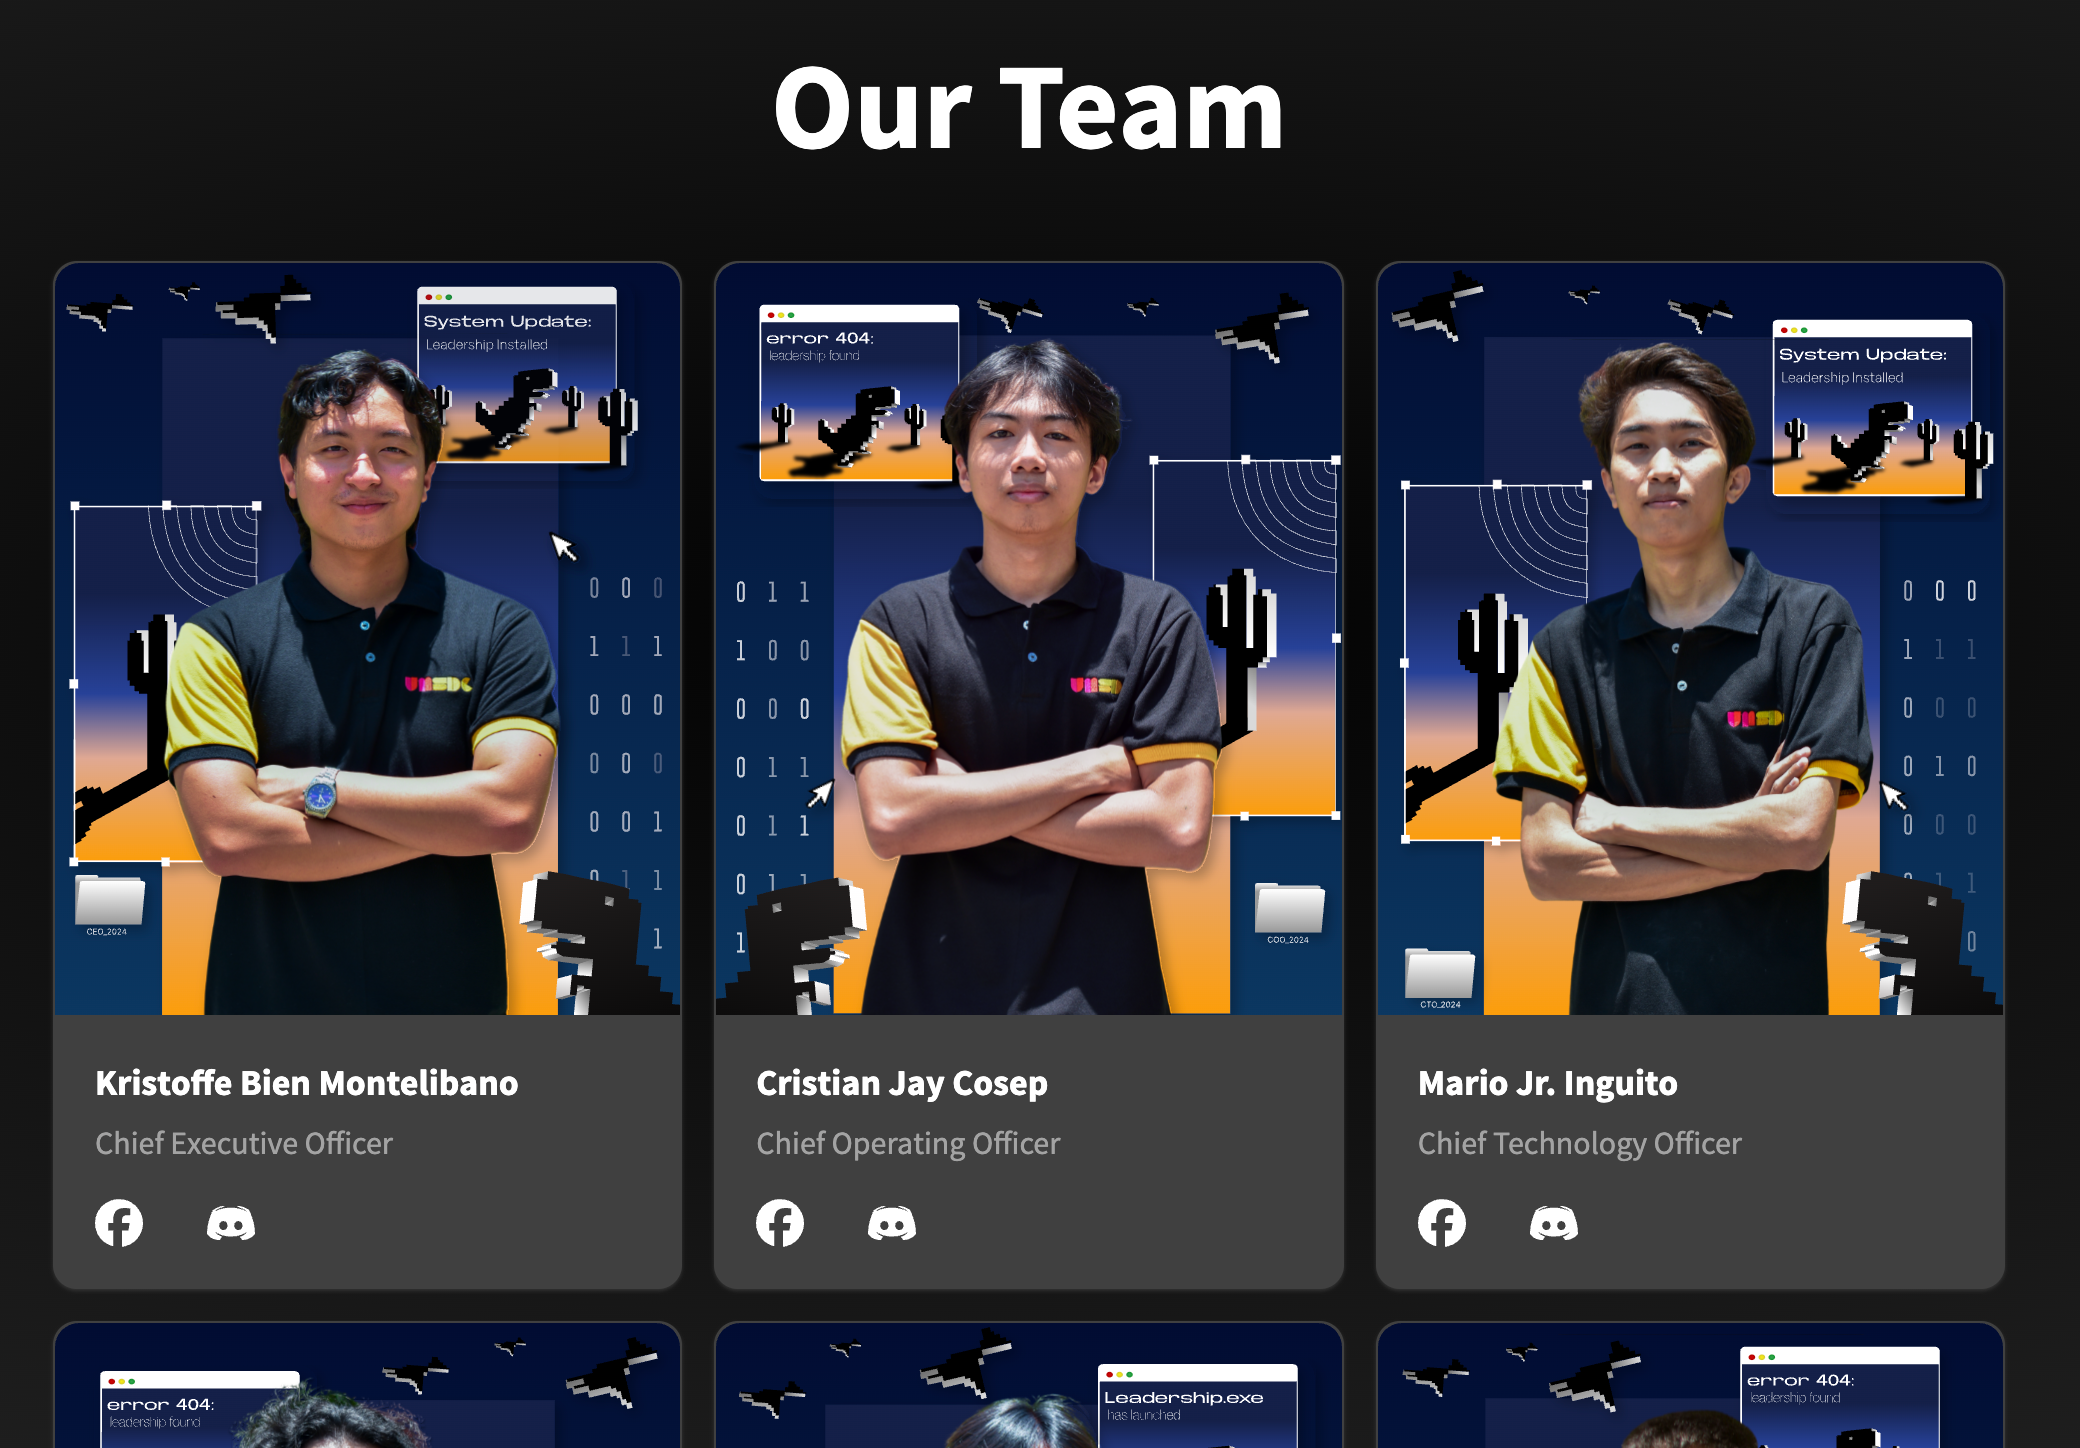 Our Team
System Update:
Leadership Installed
error 404:
leadership found
System Update:
Leadership Installed
0 0 0
1 1 1
0 0 0
0 0 0
0 0 1
0 1 1
1
0 1 1
1 0 0
0 0 0
0 1 1
0 1 1
0 1 1
1
0 0 0
1 1 1
0 0 0
0 1 0
0 0 0
0 1 1
0
UNSDC
CEO_2024
COO_2024
CTO_2024
Kristoffe Bien Montelibano
Chief Executive Officer
Cristian Jay Cosep
Chief Operating Officer
Mario Jr. Inguito
Chief Technology Officer
error 404:
leadership found
Leadership.exe
has launched
error 404:
leadership found